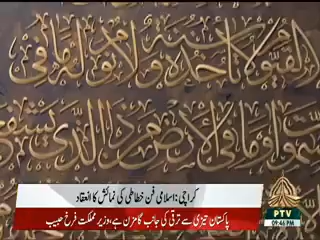 القيوم لا تأخذه سنة ولا نوم له ما في
السموات وما في الأرض من ذا الذي يشفع
کراچی:اسلامی فن خطاطی کی نمائش کا انعقاد
پاکستان تیزی سے ترقی کی جانب گامزن ہے،وزیر مملکت فرخ حبیب
PTV
09:46 PM